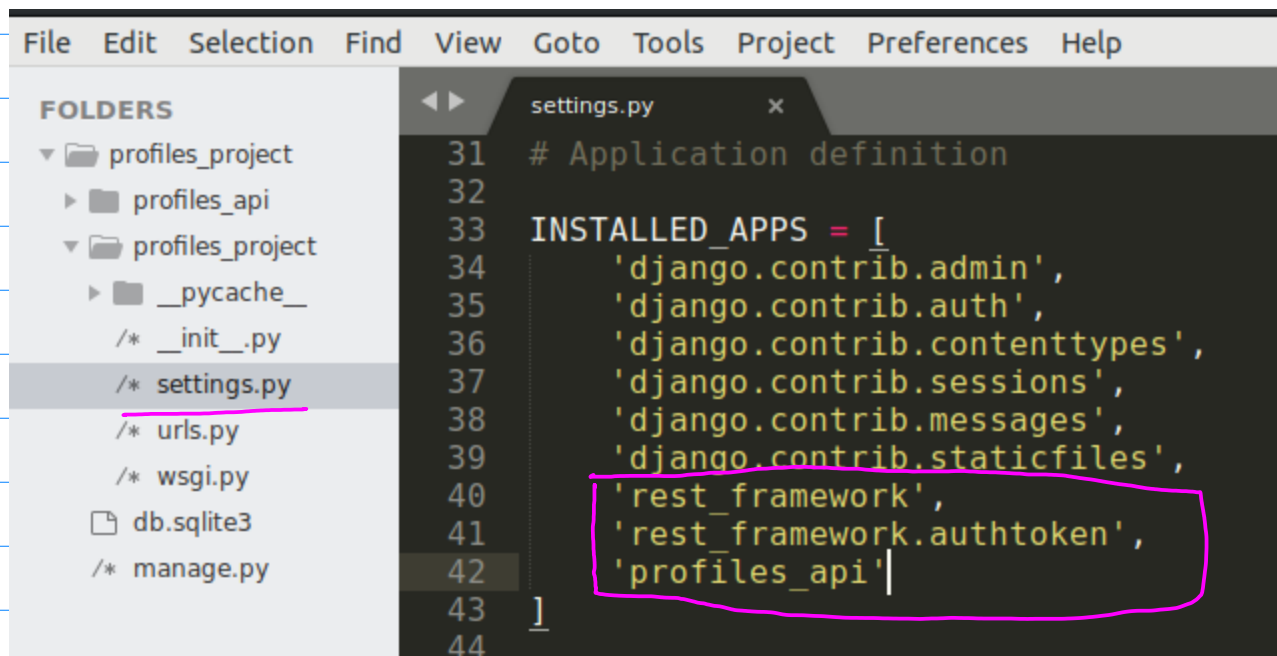 File Edit Selection Find View Goto Tools Project Preferences Help
FOLDERS
profiles_project
profiles_api
profiles_project
__pycache__
/* __init__.py
/* settings.py
/* urls.py
/* wsgi.py
db.sqlite3
/* manage.py
settings.py ×
31 # Application definition
32
33 INSTALLED_APPS = [
34 'django.contrib.admin',
35 'django.contrib.auth',
36 'django.contrib.contenttypes',
37 'django.contrib.sessions',
38 'django.contrib.messages',
39 'django.contrib.staticfiles',
40 'rest_framework',
41 'rest_framework.authtoken',
42 'profiles_api'
43 ]
44